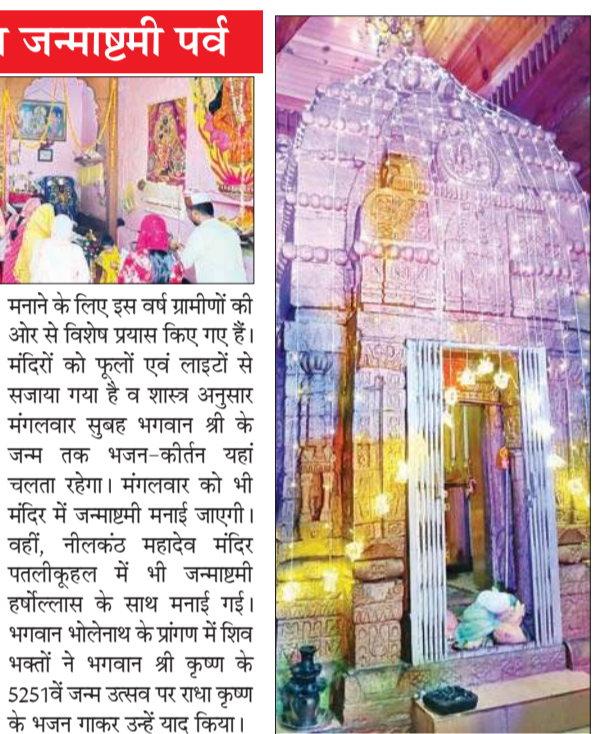 जन्माष्टमी पर्व
मनाने के लिए इस वर्ष ग्रामीणों की
ओर से विशेष प्रयास किए गए हैं।
मंदिरों को फूलों एवं लाइटों से
सजाया गया है व शास्त्र अनुसार
मंगलवार सुबह भगवान श्री के
जन्म तक भजन-कीर्तन यहां
चलता रहेगा। मंगलवार को भी
मंदिर में जन्माष्टमी मनाई जाएगी।
वहीं, नीलकंठ महादेव मंदिर
पतलीकूहल में भी जन्माष्टमी
हर्षोल्लास के साथ मनाई गई।
भगवान भोलेनाथ के प्रांगण में शिव
भक्तों ने भगवान श्री कृष्ण के
5251वें जन्म उत्सव पर राधा कृष्ण
के भजन गाकर उन्हें याद किया।